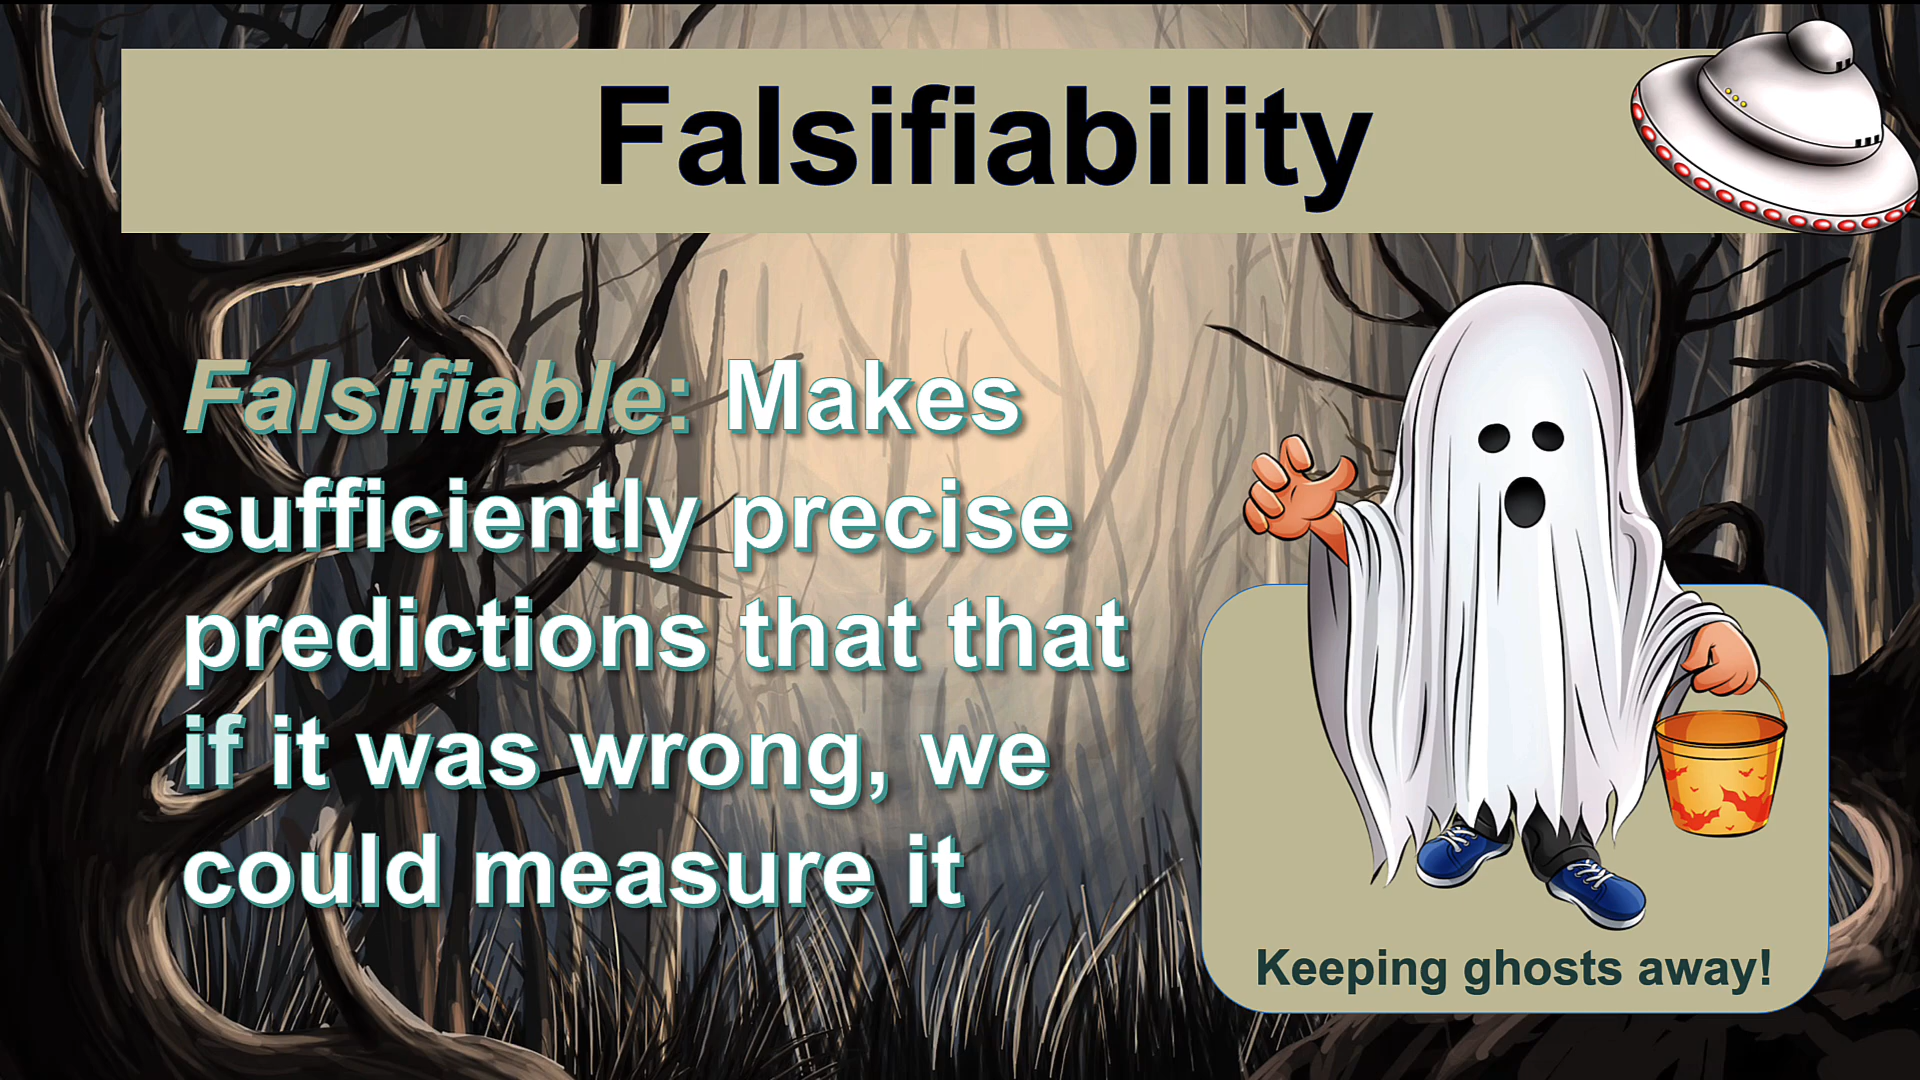 Falsifiability
Falsifiable: Makes
sufficiently precise
predictions that that
if it was wrong, we
could measure it
Keeping ghosts away!